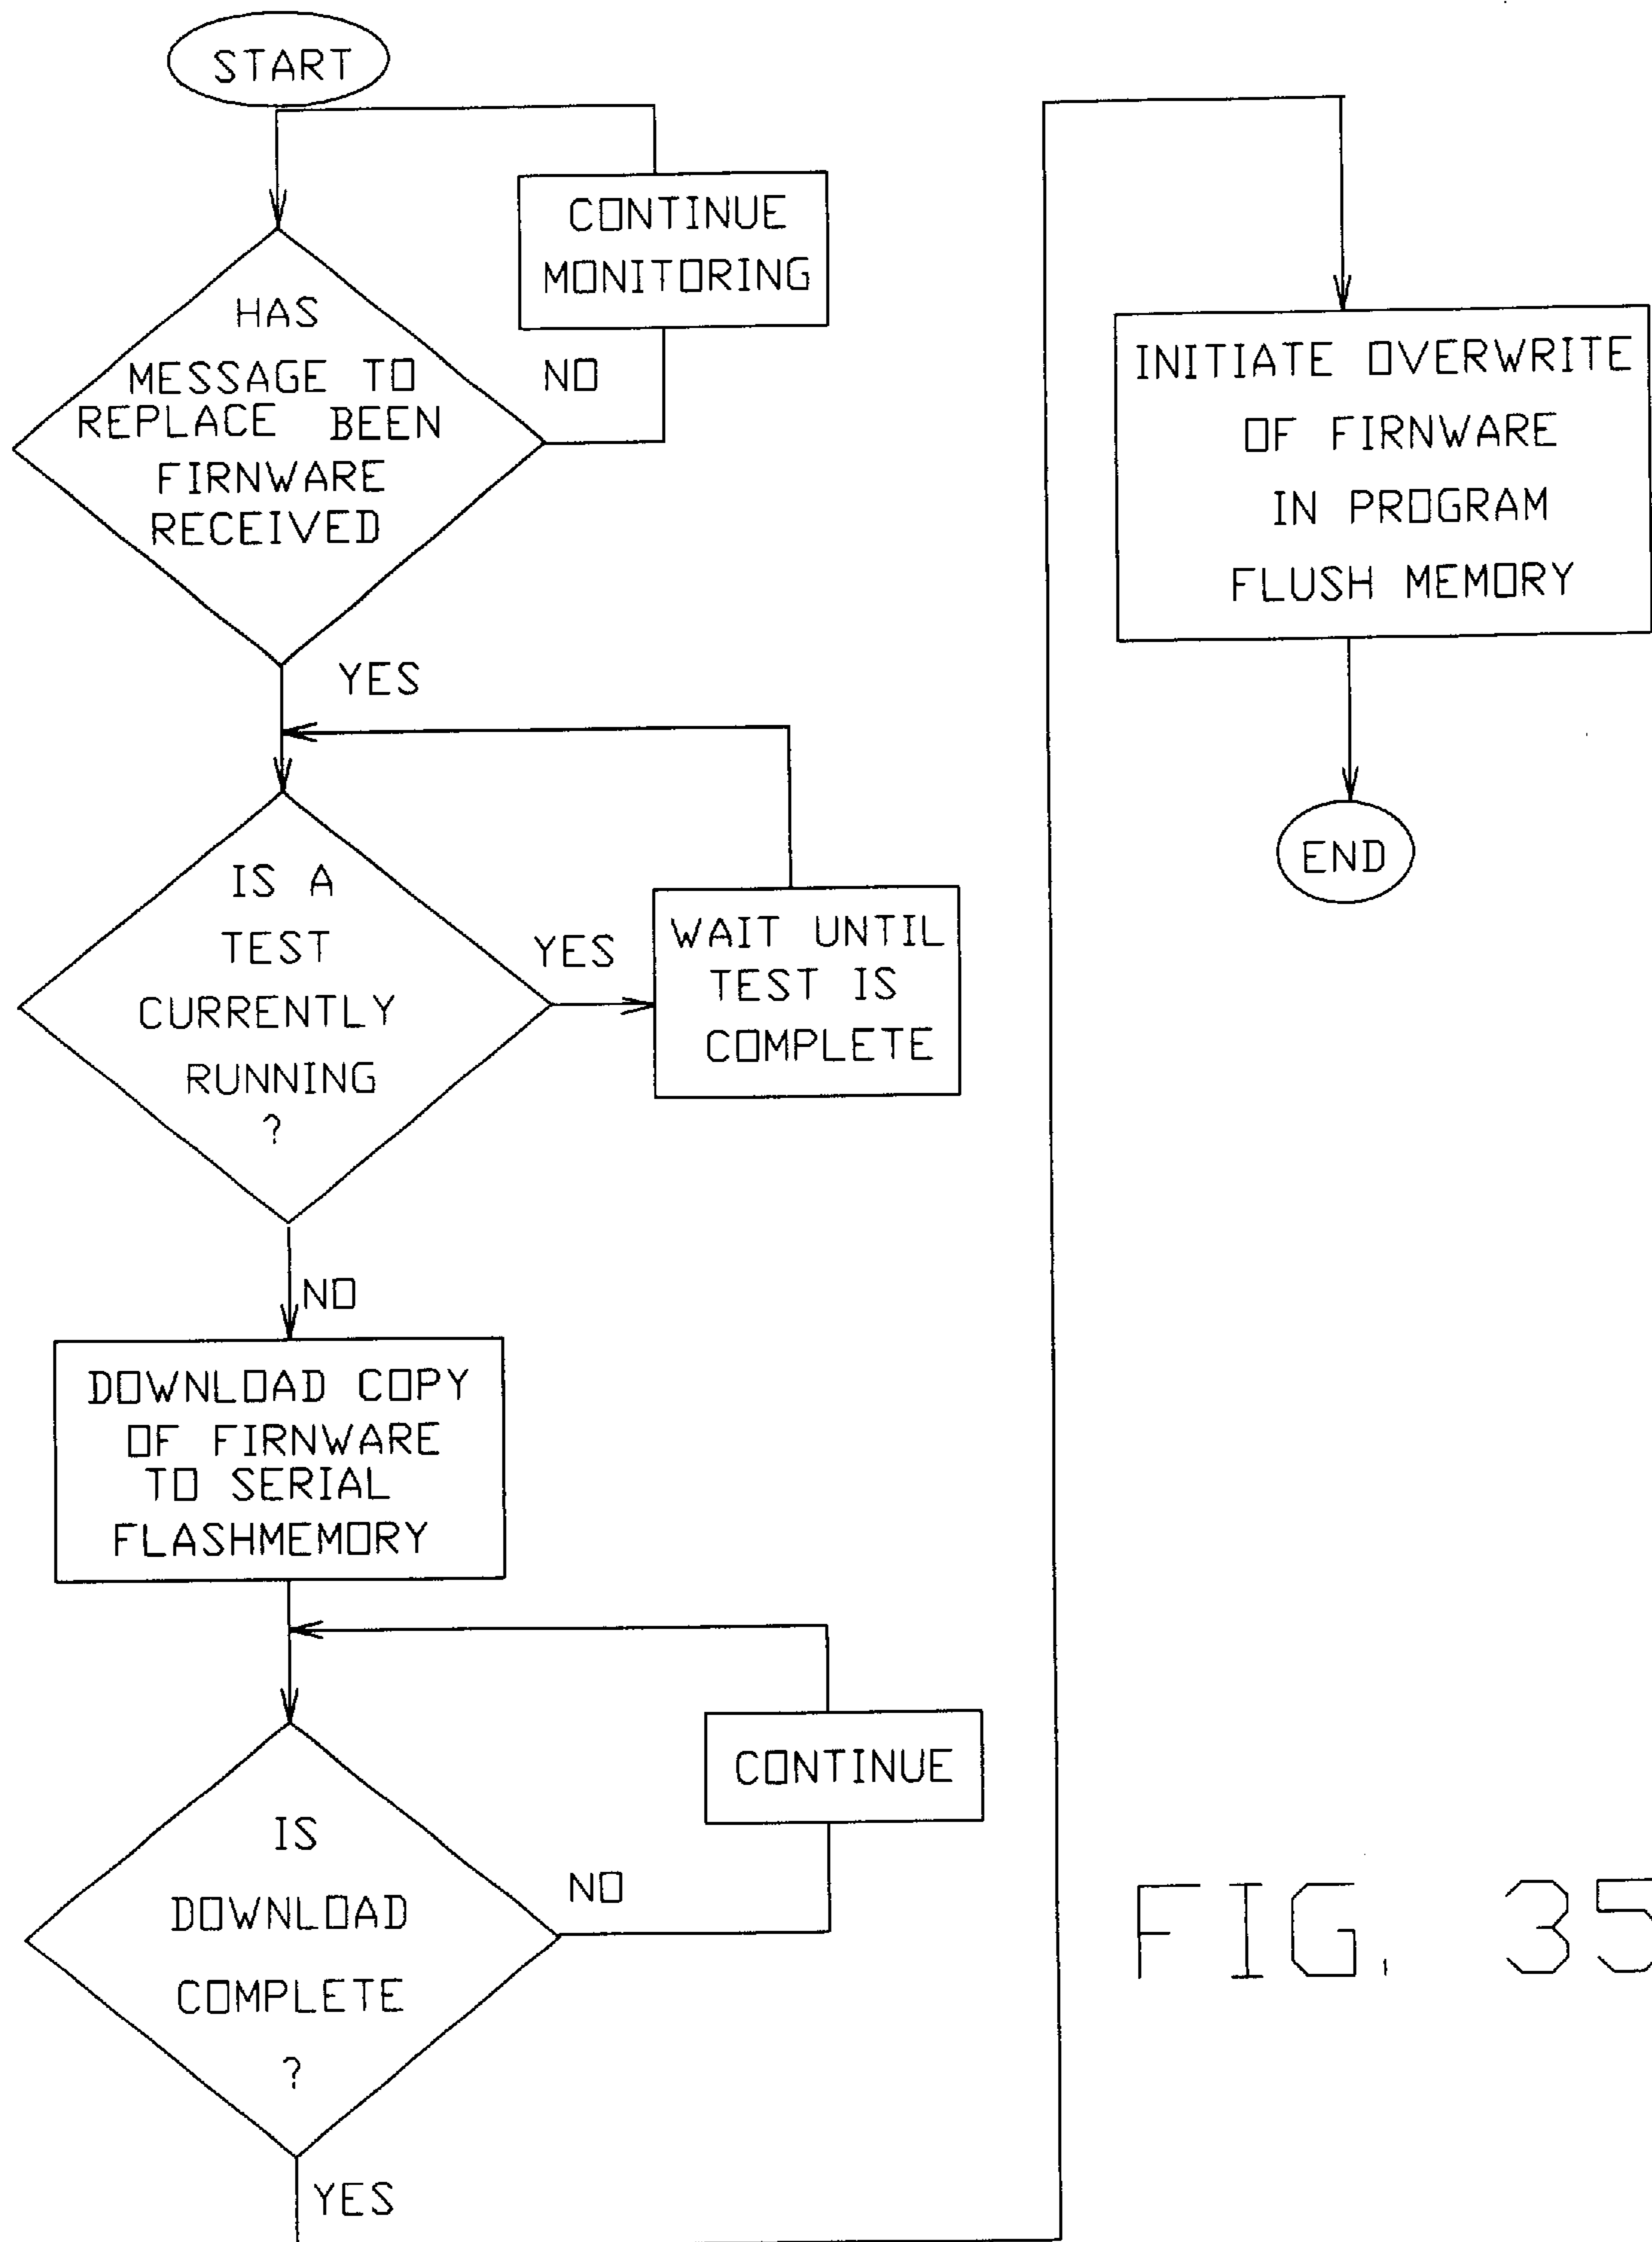 START
CONTINUE
MONITORING
HAS
MESSAGE TO
REPLACE BEEN
FIRNWARE
RECEIVED
NO
YES
IS A
TEST
CURRENTLY
RUNNING
?
YES
WAIT UNTIL
TEST IS
COMPLETE
NO
DOWNLOAD COPY
OF FIRNWARE
TO SERIAL
FLASHMEMORY
IS
DOWNLOAD
COMPLETE
?
NO
CONTINUE
YES
INITIATE OVERWRITE
OF FIRNWARE
IN PROGRAM
FLUSH MEMORY
END
FIG. 35